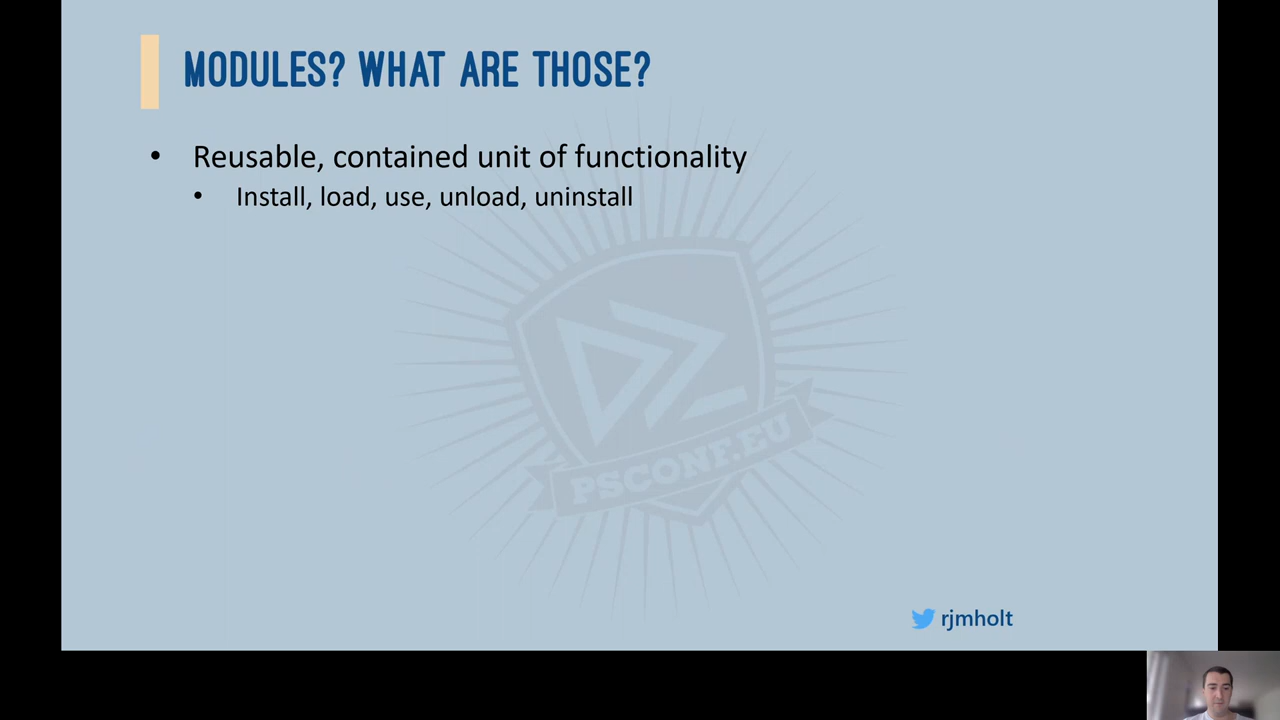 MODULES? WHAT ARE THOSE?
• Reusable, contained unit of functionality
• Install, load, use, unload, uninstall
PSCONF.EU
rjmholt